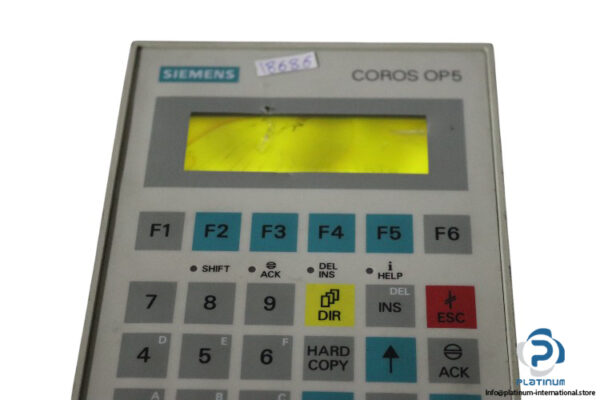 SIEMENS
18686
COROS OP5
F1 F2 F3 F4 F5 F6
SHIFT ACK DEL INS i HELP
7 8 9 DIR DEL INS ESC
D E F
4 5 6 HARD COPY ACK
A B C
PLATINUM
Info@platinum-international.store